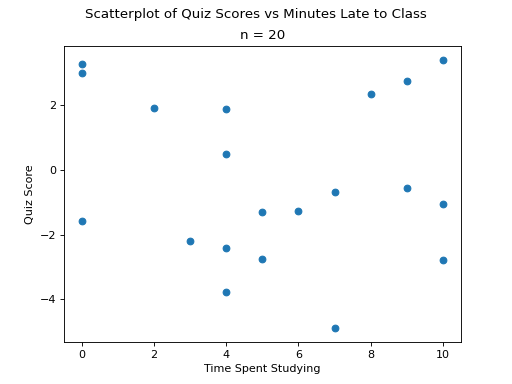 Scatterplot of Quiz Scores vs Minutes Late to Class
n = 20
2
0
−2
−4
Quiz Score
0 2 4 6 8 10
Time Spent Studying